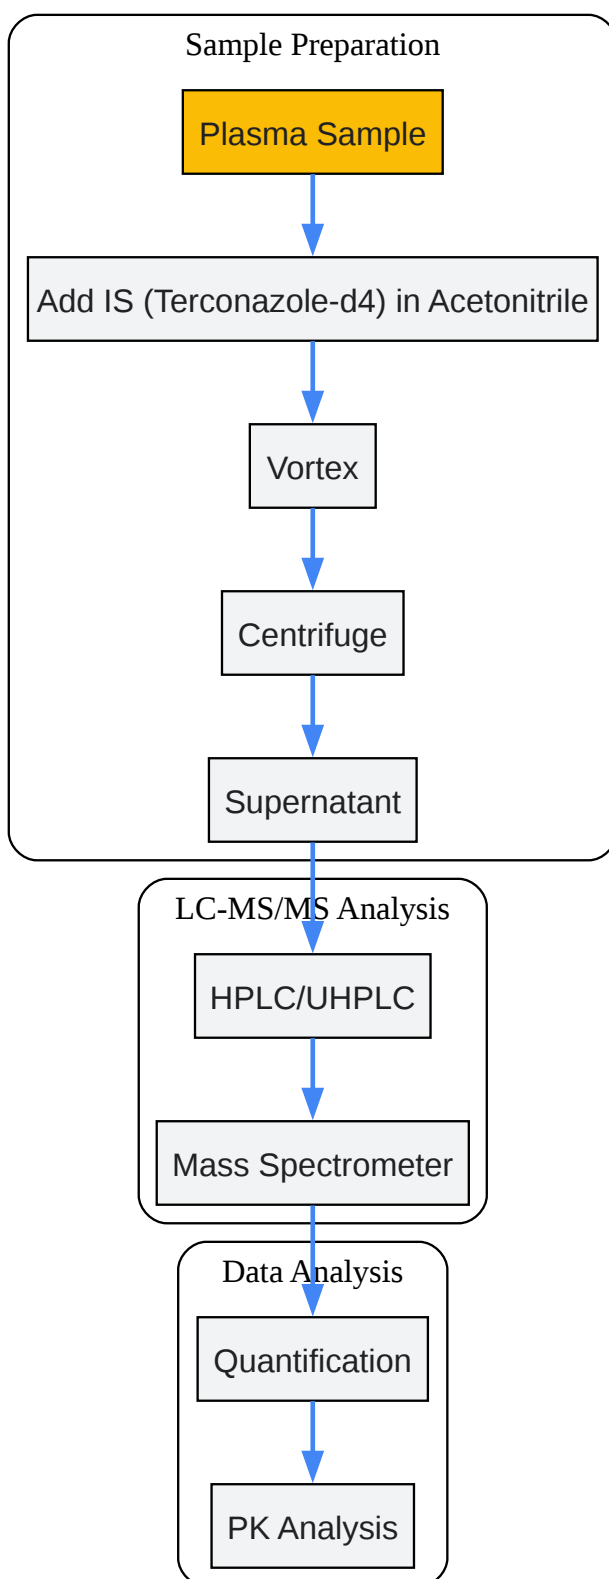 Sample Preparation
Plasma Sample
Add IS (Terconazole-d4) in Acetonitrile
Vortex
Centrifuge
Supernatant
LC-MS/MS Analysis
HPLC/UHPLC
Mass Spectrometer
Data Analysis
Quantification
PK Analysis